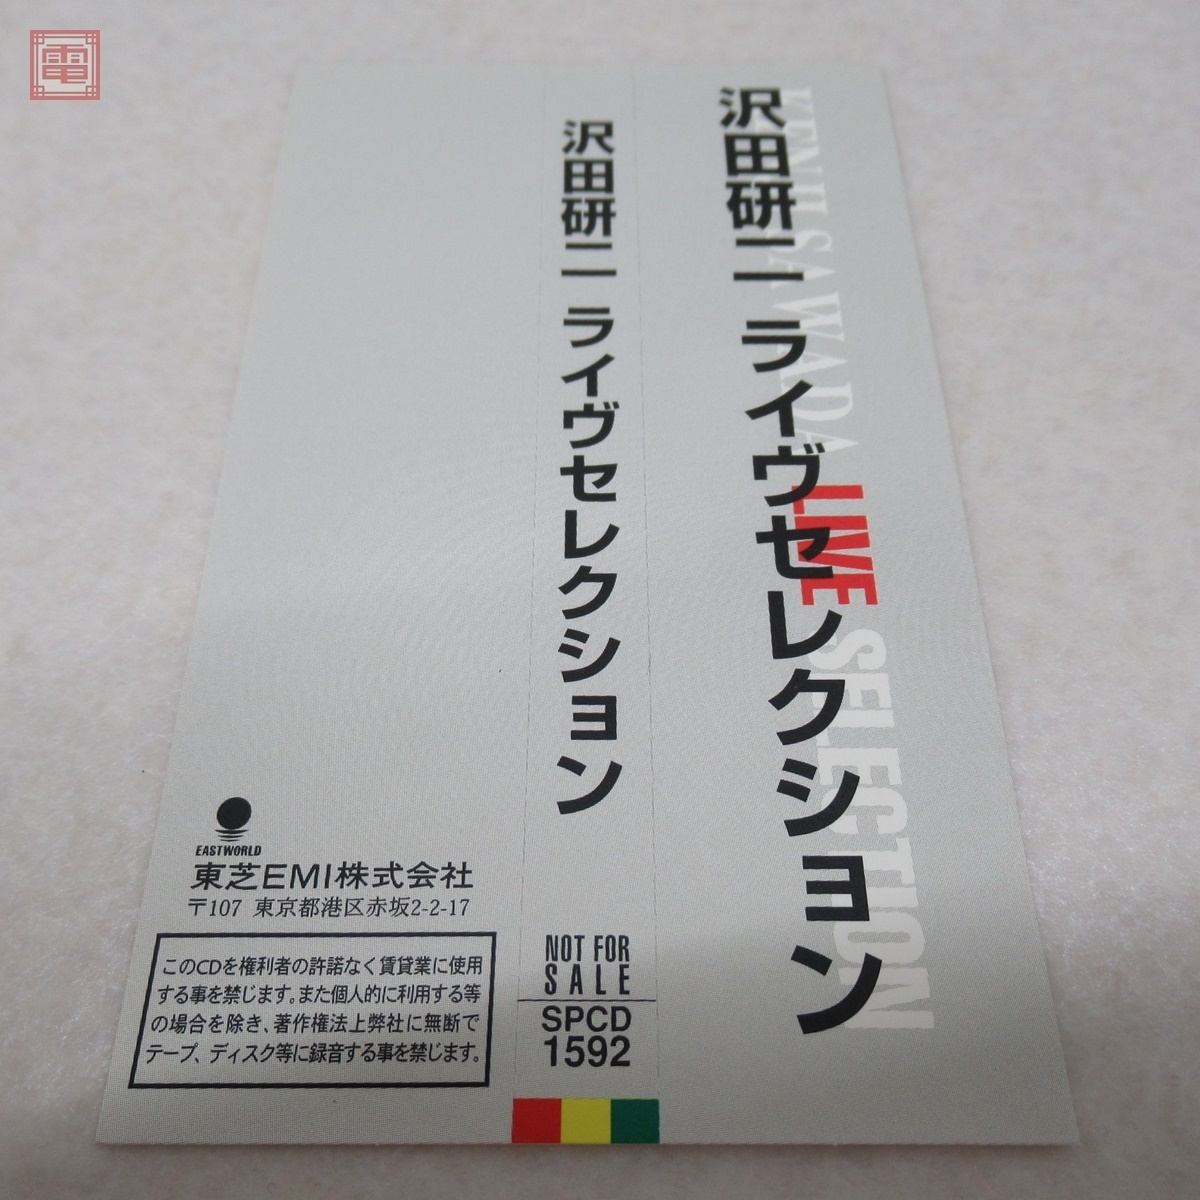 電
沢田研二 ライヴセレクション
KENJI SAWADA LIVE SELECTION
沢田研二 ライヴセレクション
NOT FOR
SALE
SPCD
1592
EASTWORLD
東芝EMI株式会社
〒107 東京都港区赤坂2-2-17
このCDを権利者の許諾なく賃貸業に使用
する事を禁じます。また個人的に利用する等
の場合を除き、著作権法上弊社に無断で
テープ、ディスク等に録音する事を禁じます。